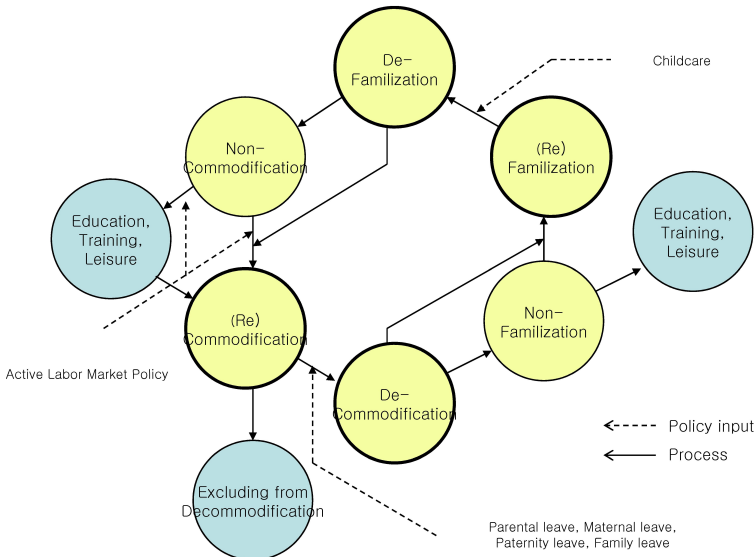 De-
Familization
Childcare
Non-
Commodification
(Re)
Familization
Education,
Training,
Leisure
Education,
Training,
Leisure
(Re)
Commodification
Non-
Familization
Active Labor Market Policy
De-
Commodification
Policy input
Process
Excluding from
Decommodification
Parental leave, Maternal leave,
Paternity leave, Family leave